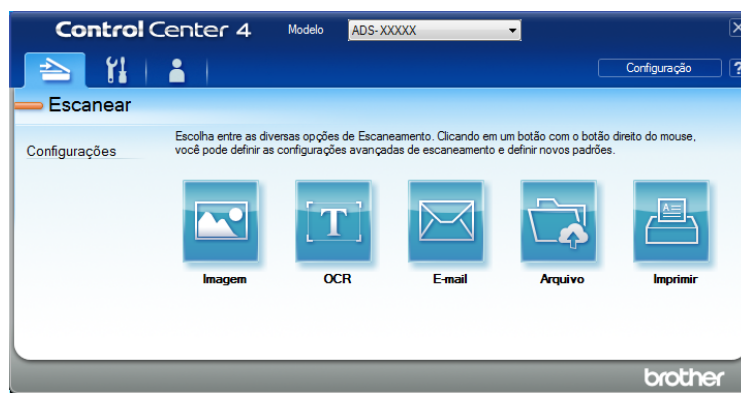 Control Center 4
Modelo
ADS-XXXXX
Configuração
?
Escanear
Configurações
Escolha entre as diversas opções de Escaneamento. Clicando em um botão com o botão direito do mouse,
você pode definir as configurações avançadas de escaneamento e definir novos padrões.
T
Imagem
OCR
E-mail
Arquivo
Imprimir
brother